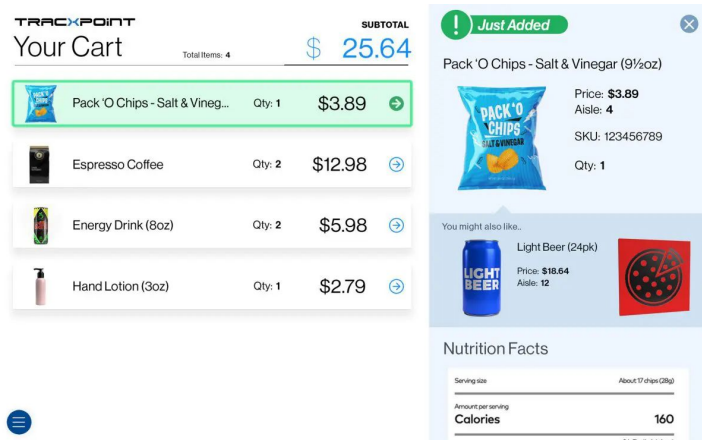 TRACXPOINT
SUBTOTAL
Your Cart
Total Items: 4
$ 25.64
Pack 'O Chips - Salt & Vineg... Qty: 1 $3.89
Espresso Coffee Qty: 2 $12.98
Energy Drink (8oz) Qty: 2 $5.98
Hand Lotion (3oz) Qty: 1 $2.79
! Just Added
Pack 'O Chips - Salt & Vinegar (9½oz)
PACK 'O
CHIPS
SALT & VINEGAR
Price: $3.89
Aisle: 4
SKU: 123456789
Qty: 1
You might also like..
LIGHT
BEER
Light Beer (24pk)
Price: $18.64
Aisle: 12
Nutrition Facts
Serving size About 17 chips (28g)
Amount per serving
Calories 160